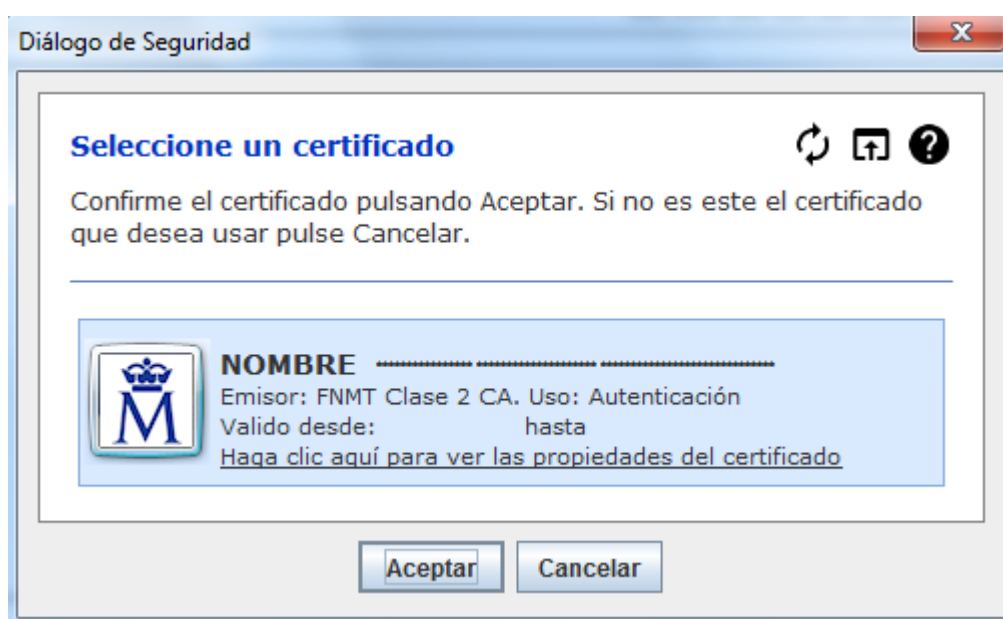 Diálogo de Seguridad
Seleccione un certificado
Confirme el certificado pulsando Aceptar. Si no es este el certificado
que desea usar pulse Cancelar.
NOMBRE
Emisor: FNMT Clase 2 CA. Uso: Autenticación
Valido desde: hasta
Haga clic aquí para ver las propiedades del certificado
Aceptar Cancelar